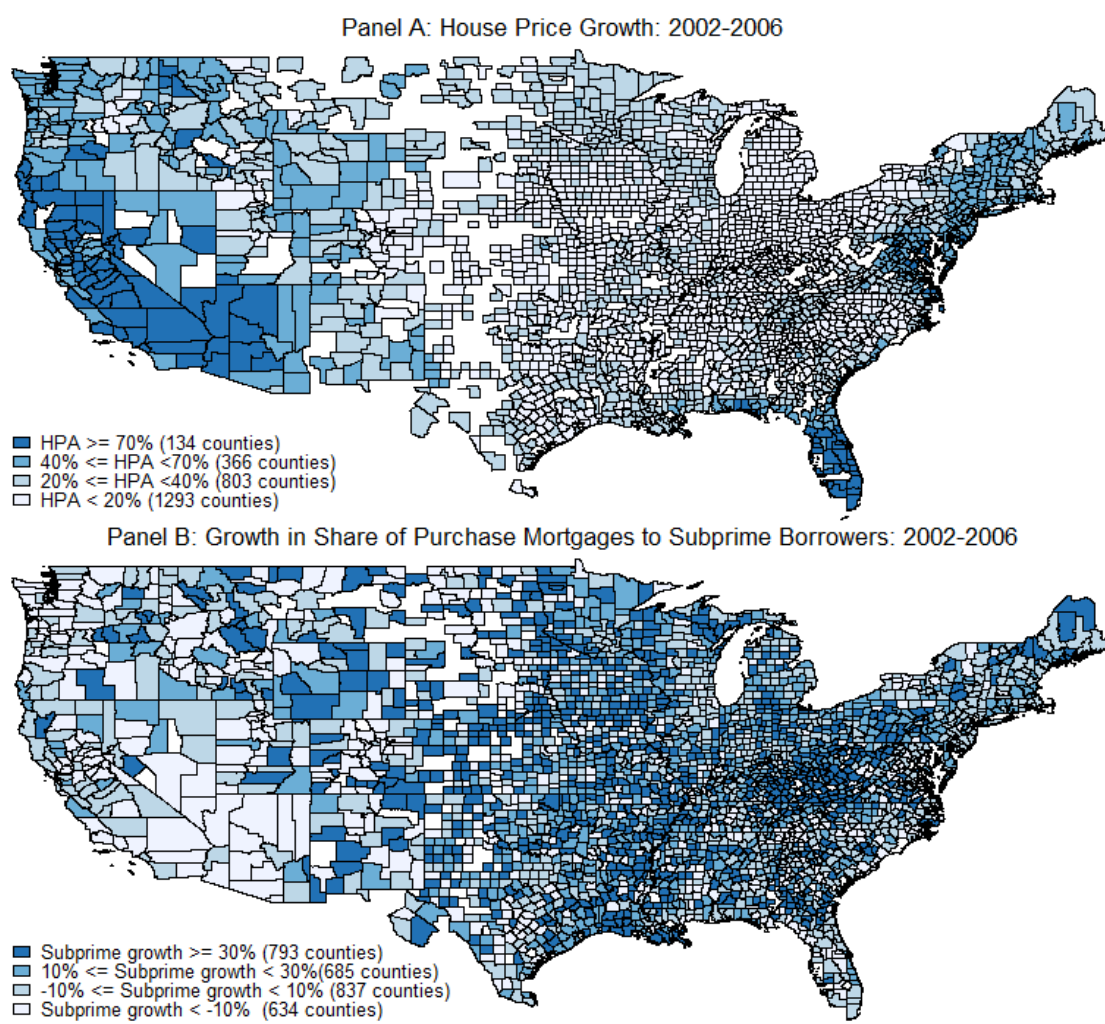 Panel A: House Price Growth: 2002-2006
HPA >= 70% (134 counties)
40% <= HPA <70% (366 counties)
20% <= HPA <40% (803 counties)
HPA < 20% (1293 counties)
Panel B: Growth in Share of Purchase Mortgages to Subprime Borrowers: 2002-2006
Subprime growth >= 30% (793 counties)
10% <= Subprime growth < 30%(685 counties)
-10% <= Subprime growth < 10% (837 counties)
Subprime growth < -10% (634 counties)